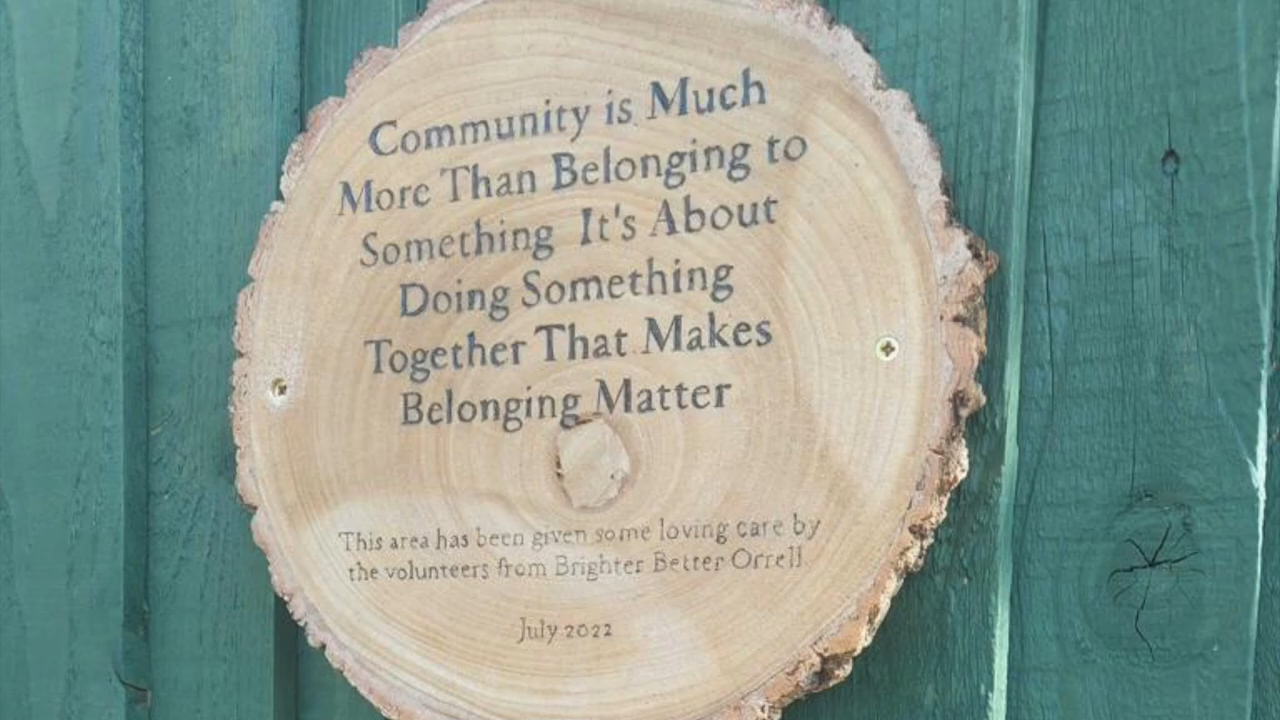 Community is Much
More Than Belonging to
Something It's About
Doing Something
Together That Makes
Belonging Matter
This area has been given some loving care by
the volunteers from Brighter Better Orrell
July 2022